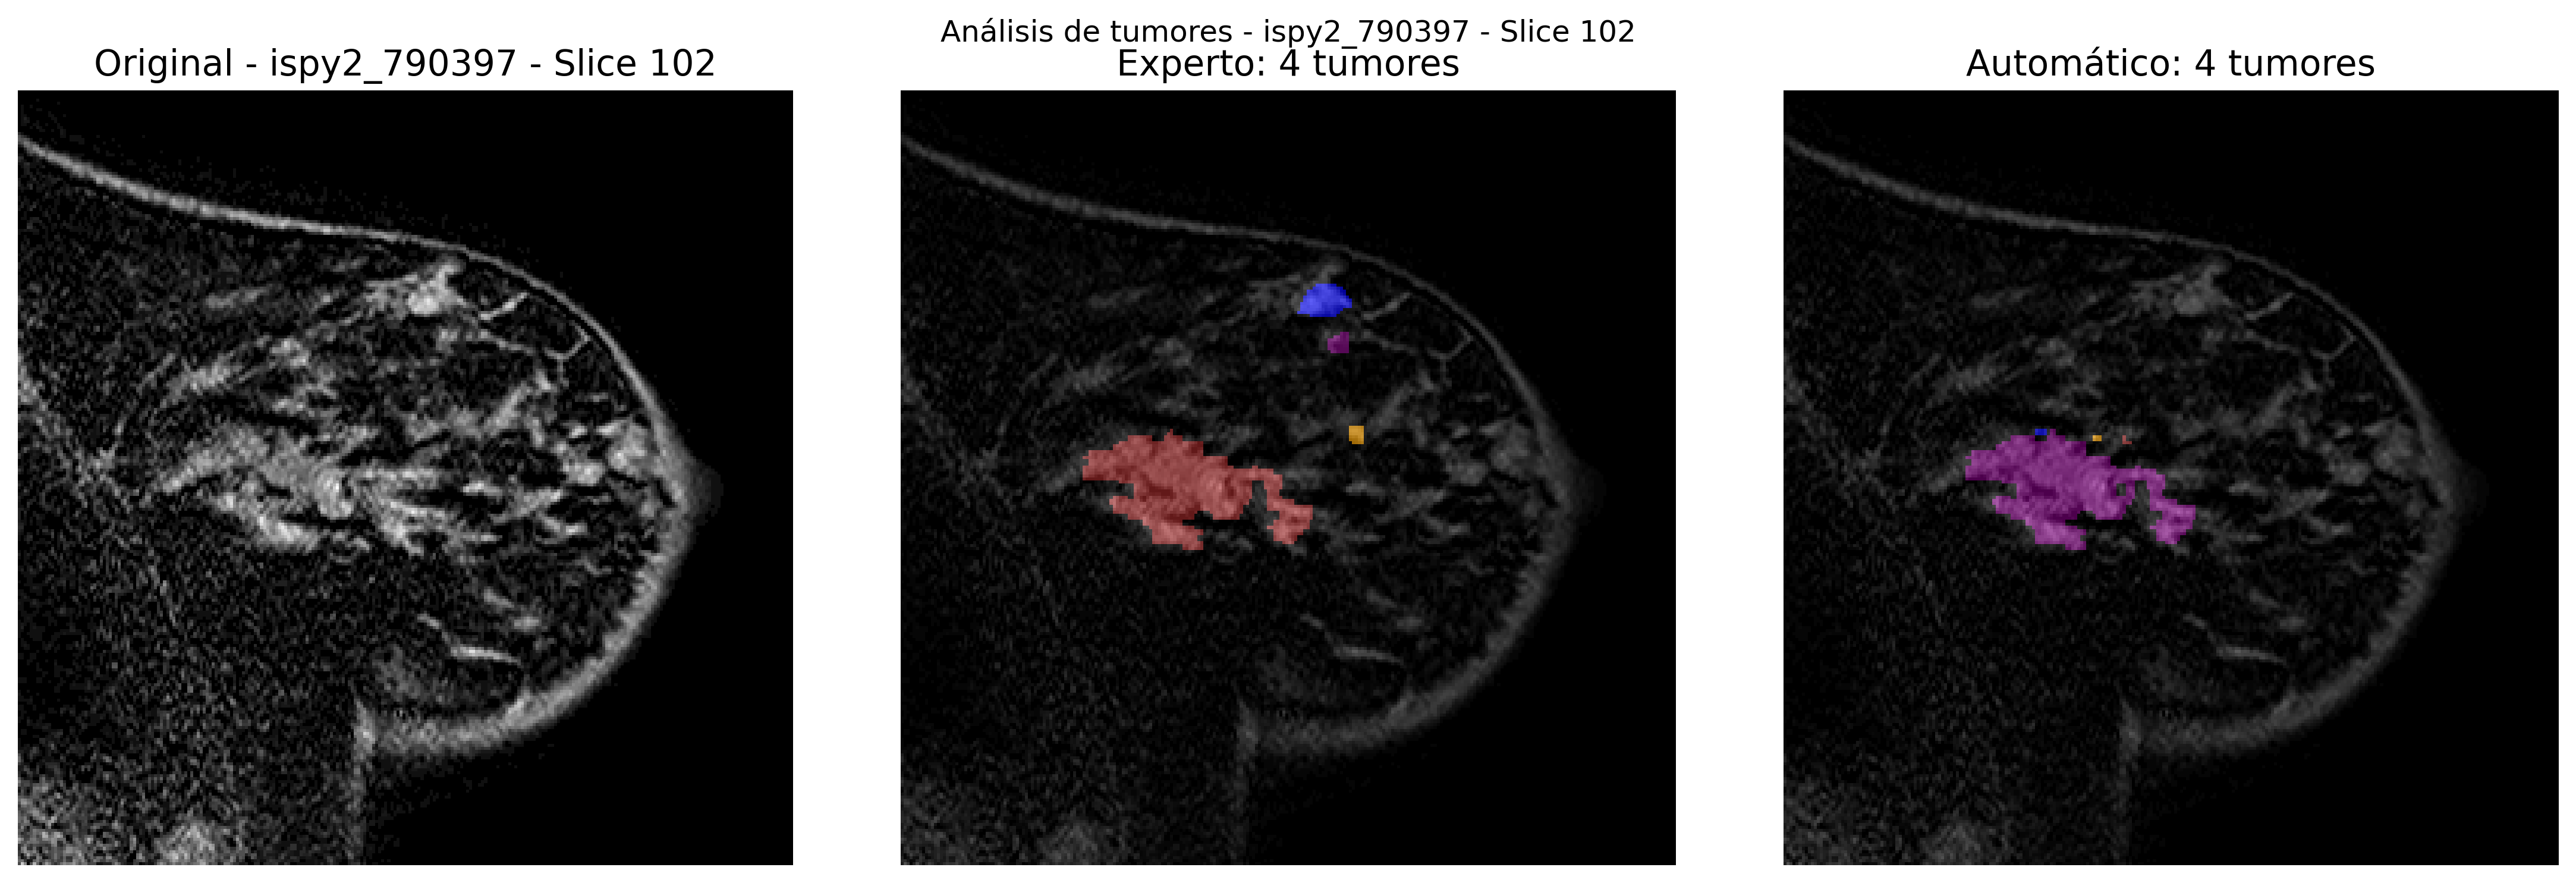 Análisis de tumores - ispy2_790397 - Slice 102
Original - ispy2_790397 - Slice 102
Experto: 4 tumores
Automático: 4 tumores